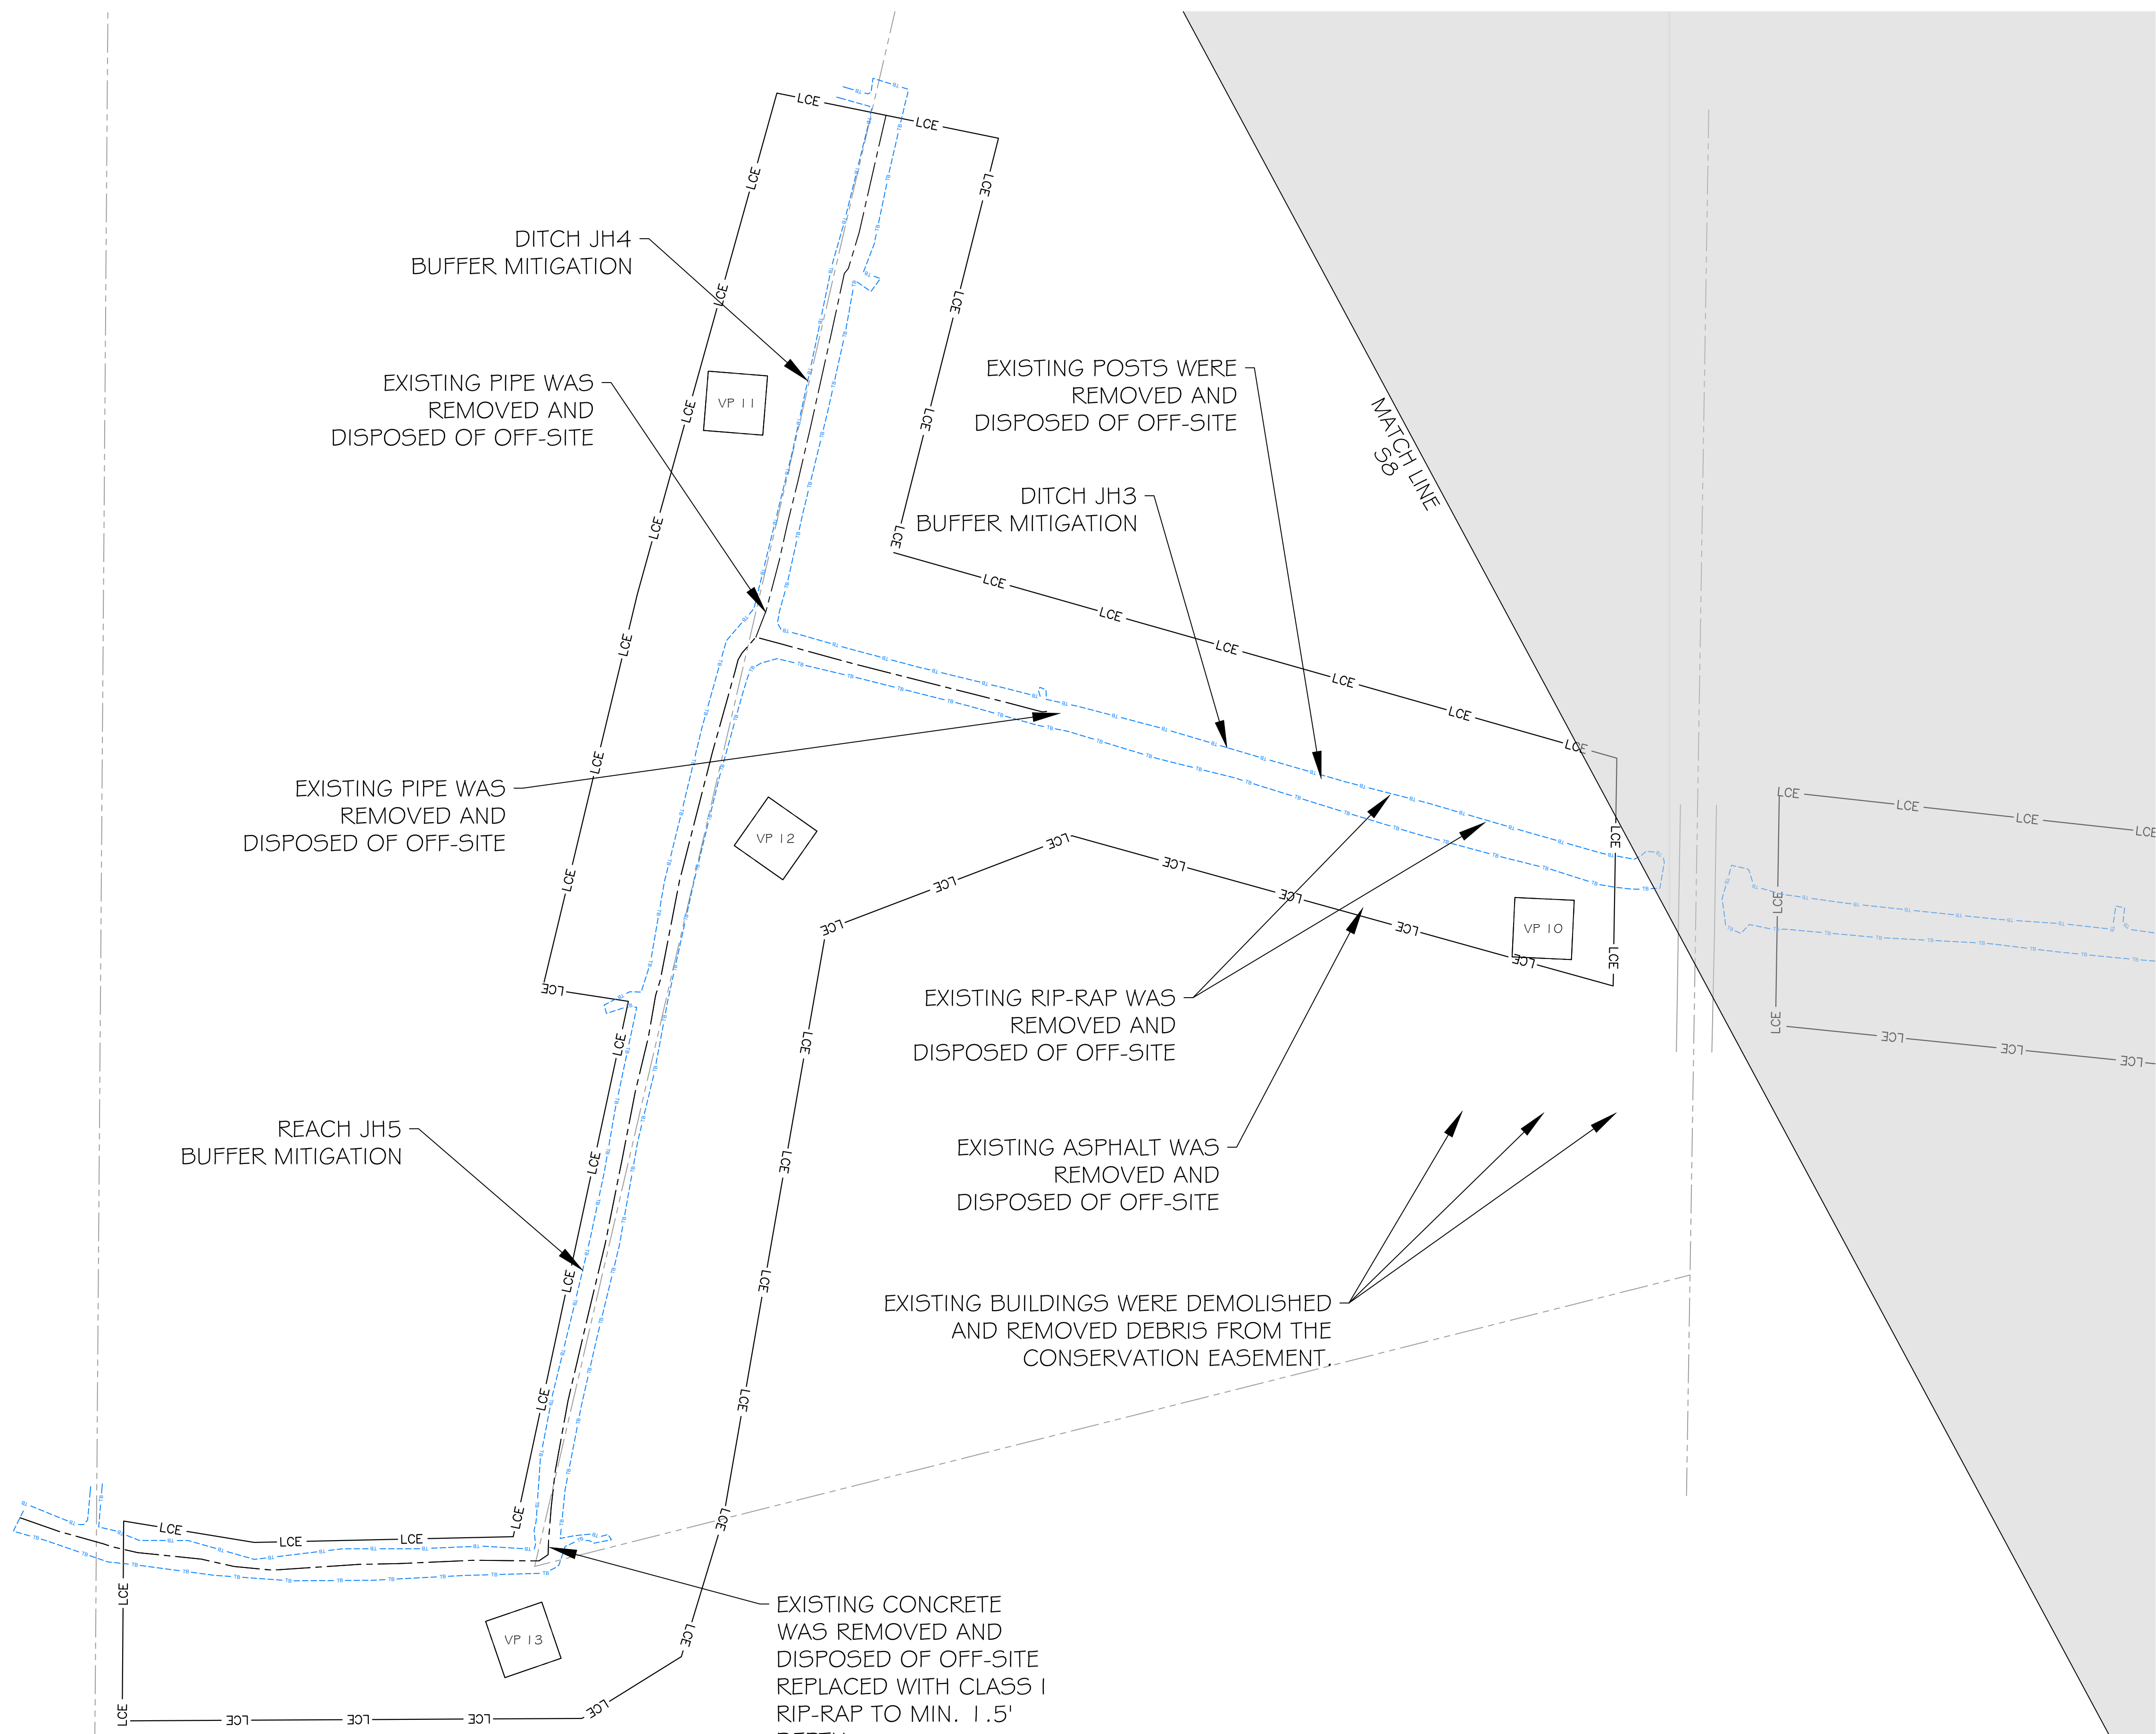 LCE
LCE
DITCH JH4
BUFFER MITIGATION
EXISTING PIPE WAS
REMOVED AND
DISPOSED OF OFF-SITE
VP 11
EXISTING POSTS WERE
REMOVED AND
DISPOSED OF OFF-SITE
MATCH LINE
S8
DITCH JH3
BUFFER MITIGATION
EXISTING PIPE WAS
REMOVED AND
DISPOSED OF OFF-SITE
VP 12
VP 10
EXISTING RIP-RAP WAS
REMOVED AND
DISPOSED OF OFF-SITE
REACH JH5
BUFFER MITIGATION
EXISTING ASPHALT WAS
REMOVED AND
DISPOSED OF OFF-SITE
EXISTING BUILDINGS WERE DEMOLISHED
AND REMOVED DEBRIS FROM THE
CONSERVATION EASEMENT.
VP 13
EXISTING CONCRETE
WAS REMOVED AND
DISPOSED OF OFF-SITE
REPLACED WITH CLASS I
RIP-RAP TO MIN. 1.5'